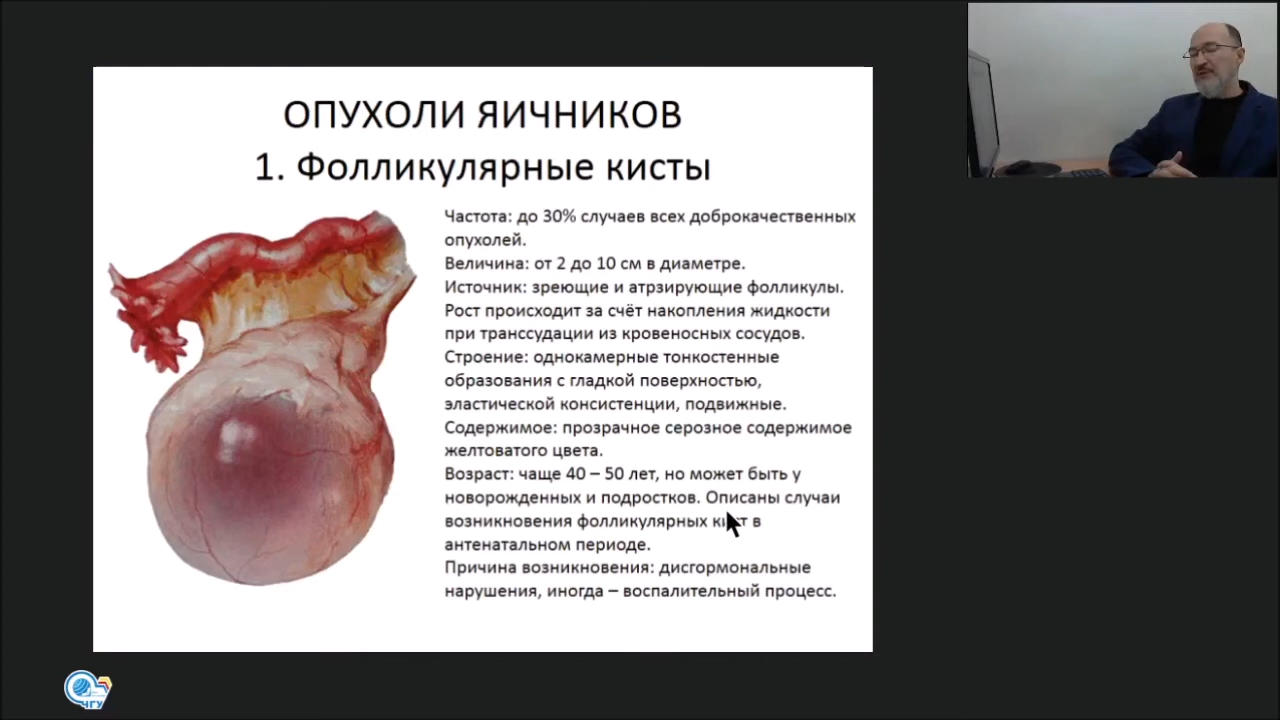 ОПУХОЛИ ЯИЧНИКОВ
1. Фолликулярные кисты
Частота: до 30% случаев всех доброкачественных
опухолей.
Величина: от 2 до 10 см в диаметре.
Источник: зреющие и атрзирующие фолликулы.
Рост происходит за счёт накопления жидкости
при транссудации из кровеносных сосудов.
Строение: однокамерные тонкостенные
образования с гладкой поверхностью,
эластической консистенции, подвижные.
Содержимое: прозрачное серозное содержимое
желтоватого цвета.
Возраст: чаще 40 – 50 лет, но может быть у
новорожденных и подростков. Описаны случаи
возникновения фолликулярных кист в
антенатальном периоде.
Причина возникновения: дисгормональные
нарушения, иногда – воспалительный процесс.
ЧГУ